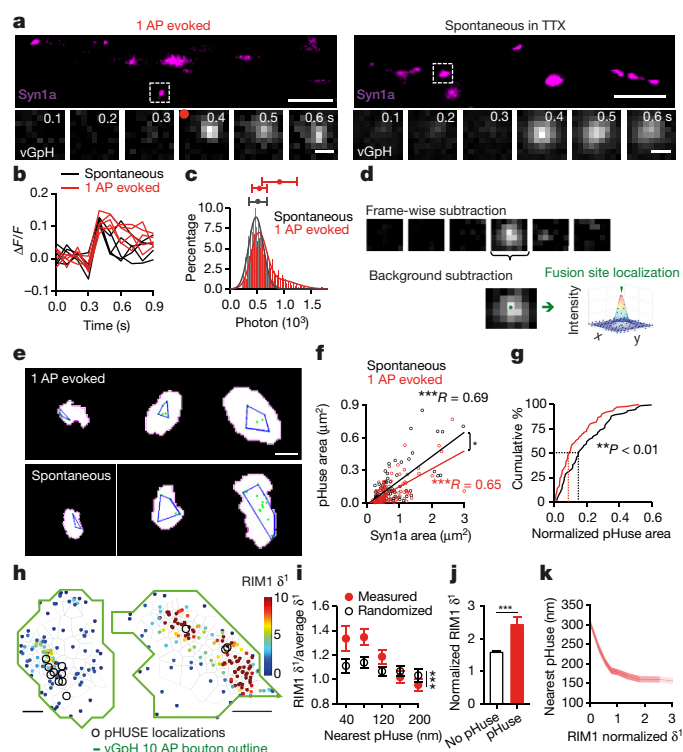 a
1 AP evoked
Spontaneous in TTX
Syn1a
Syn1a
0.1
0.2
0.3
0.4
0.5
0.6 s
vGpH
0.1
0.2
0.3
0.4
0.5
0.6 s
vGpH
b
Spontaneous
1 AP evoked
ΔF/F
0.2
0.1
0.0
–0.1
0.0
0.3
0.6
0.9
Time (s)
c
Spontaneous
1 AP evoked
Percentage
10.0
7.5
5.0
2.5
0.0
0.0
0.5
1.0
1.5
Photon (10³)
d
Frame-wise subtraction
Background subtraction
Fusion site localization
Intensity
x
y
e
1 AP evoked
Spontaneous
f
Spontaneous
1 AP evoked
pHuse area (μm²)
0.9
0.6
0.3
0
0
1
2
3
Syn1a area (μm²)
***R = 0.69
*
***R = 0.65
g
Cumulative %
100
80
60
50
40
20
0
0
0.2
0.4
0.6
**P < 0.01
Normalized pHuse area
h
RIM1 δ¹
10
5
0
pHUSE localizations
vGpH 10 AP bouton outline
i
Measured
Randomized
RIM1 δ¹/average δ¹
1.6
1.4
1.2
1.0
0.8
40
120
200
***
Nearest pHuse (nm)
j
Normalized RIM1 δ¹
3
2
1
0
***
No pHuse
pHuse
k
Nearest pHuse (nm)
350
300
250
200
150
100
0
1
2
3
RIM1 normalized δ¹